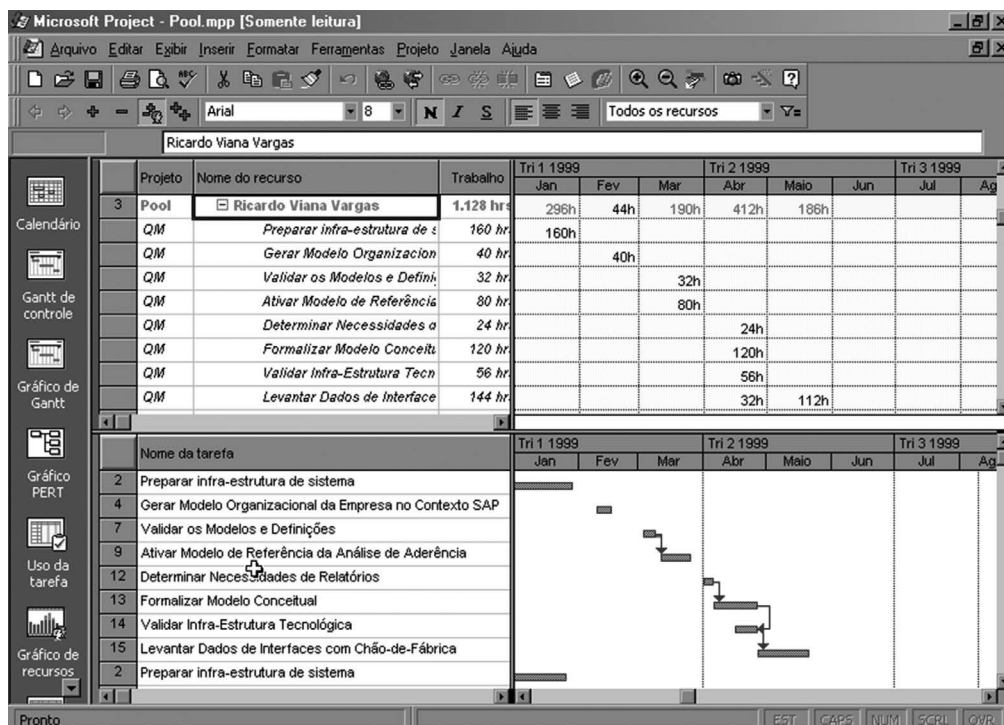 Microsoft Project - Pool.mpp [Somente leitura]
Arquivo Editar Exibir Inserir Formatar Ferramentas Projeto Janela Ajuda
Arial 8 N I S Todos os recursos
Ricardo Viana Vargas
Calendário
Gantt de controle
Gráfico de Gantt
Gráfico PERT
Uso da tarefa
Gráfico de recursos
Projeto Nome do recurso Trabalho Tri 1 1999 Tri 2 1999 Tri 3 1999
Jan Fev Mar Abr Maio Jun Jul Ag
3 Pool Ricardo Viana Vargas 1.128 hrs 296h 44h 190h 412h 186h
QM Preparar infra-estrutura de s 160 hr 160h
QM Gerar Modelo Organizacion 40 hr 40h
QM Validar os Modelos e Defini 32 hr 32h
QM Ativar Modelo de Referência 80 hr 80h
QM Determinar Necessidades d 24 hr 24h
QM Formalizar Modelo Conceit 120 hr 120h
QM Validar Infra-Estrutura Tecn 56 hr 56h
QM Levantar Dados de Interface 144 hr 32h 112h
Nome da tarefa Tri 1 1999 Tri 2 1999 Tri 3 1999
Jan Fev Mar Abr Maio Jun Jul Ag
2 Preparar infra-estrutura de sistema
4 Gerar Modelo Organizacional da Empresa no Contexto SAP
7 Validar os Modelos e Definições
9 Ativar Modelo de Referência da Análise de Aderência
12 Determinar Necessidades de Relatórios
13 Formalizar Modelo Conceitual
14 Validar Infra-Estrutura Tecnológica
15 Levantar Dados de Interfaces com Chão-de-Fábrica
2 Preparar infra-estrutura de sistema
Pronto EST CAPS NUM SCRL OVR